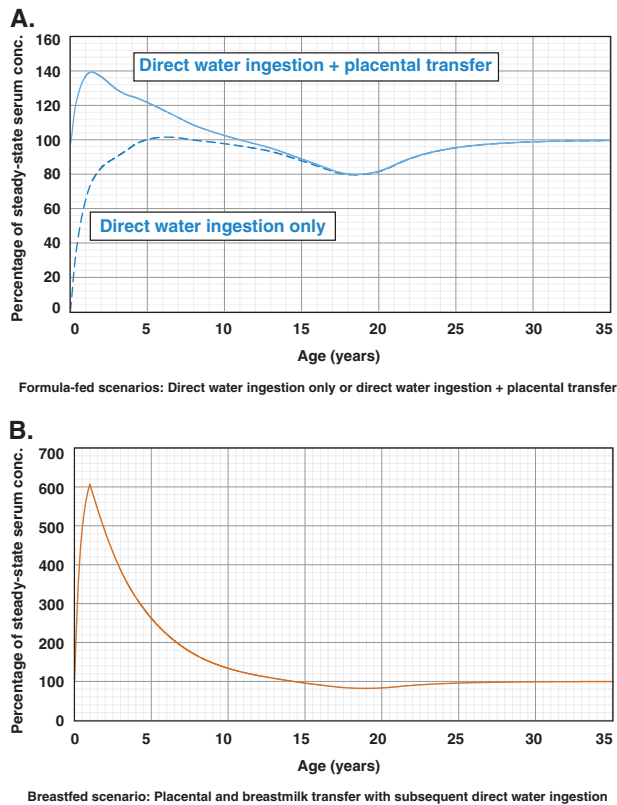 A.
Percentage of steady-state serum conc.
160
140
120
100
80
60
40
20
0
Direct water ingestion + placental transfer
Direct water ingestion only
0 5 10 15 20 25 30 35
Age (years)
Formula-fed scenarios: Direct water ingestion only or direct water ingestion + placental transfer
B.
Percentage of steady-state serum conc.
700
600
500
400
300
200
100
0
0 5 10 15 20 25 30 35
Age (years)
Breastfed scenario: Placental and breastmilk transfer with subsequent direct water ingestion